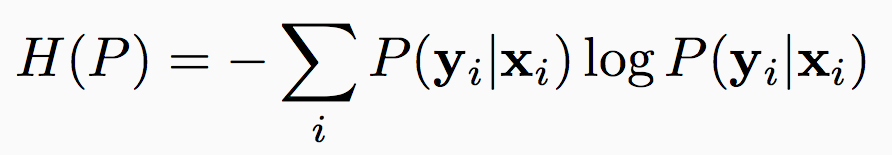 H(P) = − ∑_i P(𝐲_i|𝐱_i) log P(𝐲_i|𝐱_i)